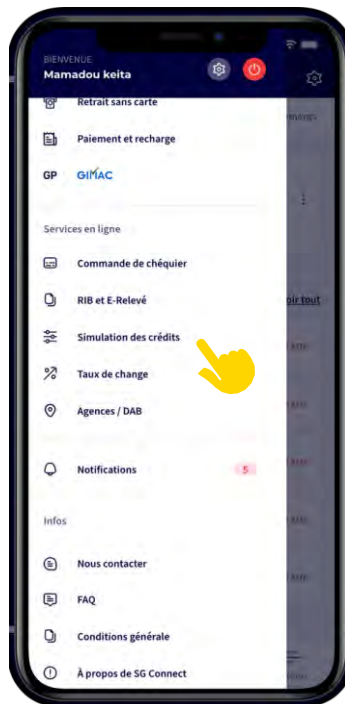 BIENVENUE
Mamadou keita
Retrait sans carte
Paiement et recharge
GP GIMAC
Services en ligne
Commande de chéquier
RIB et E-Relevé
oir tout
Simulation des crédits
Taux de change
Agences / DAB
Notifications 5
Infos
Nous contacter
FAQ
Conditions générale
À propos de SG Connect